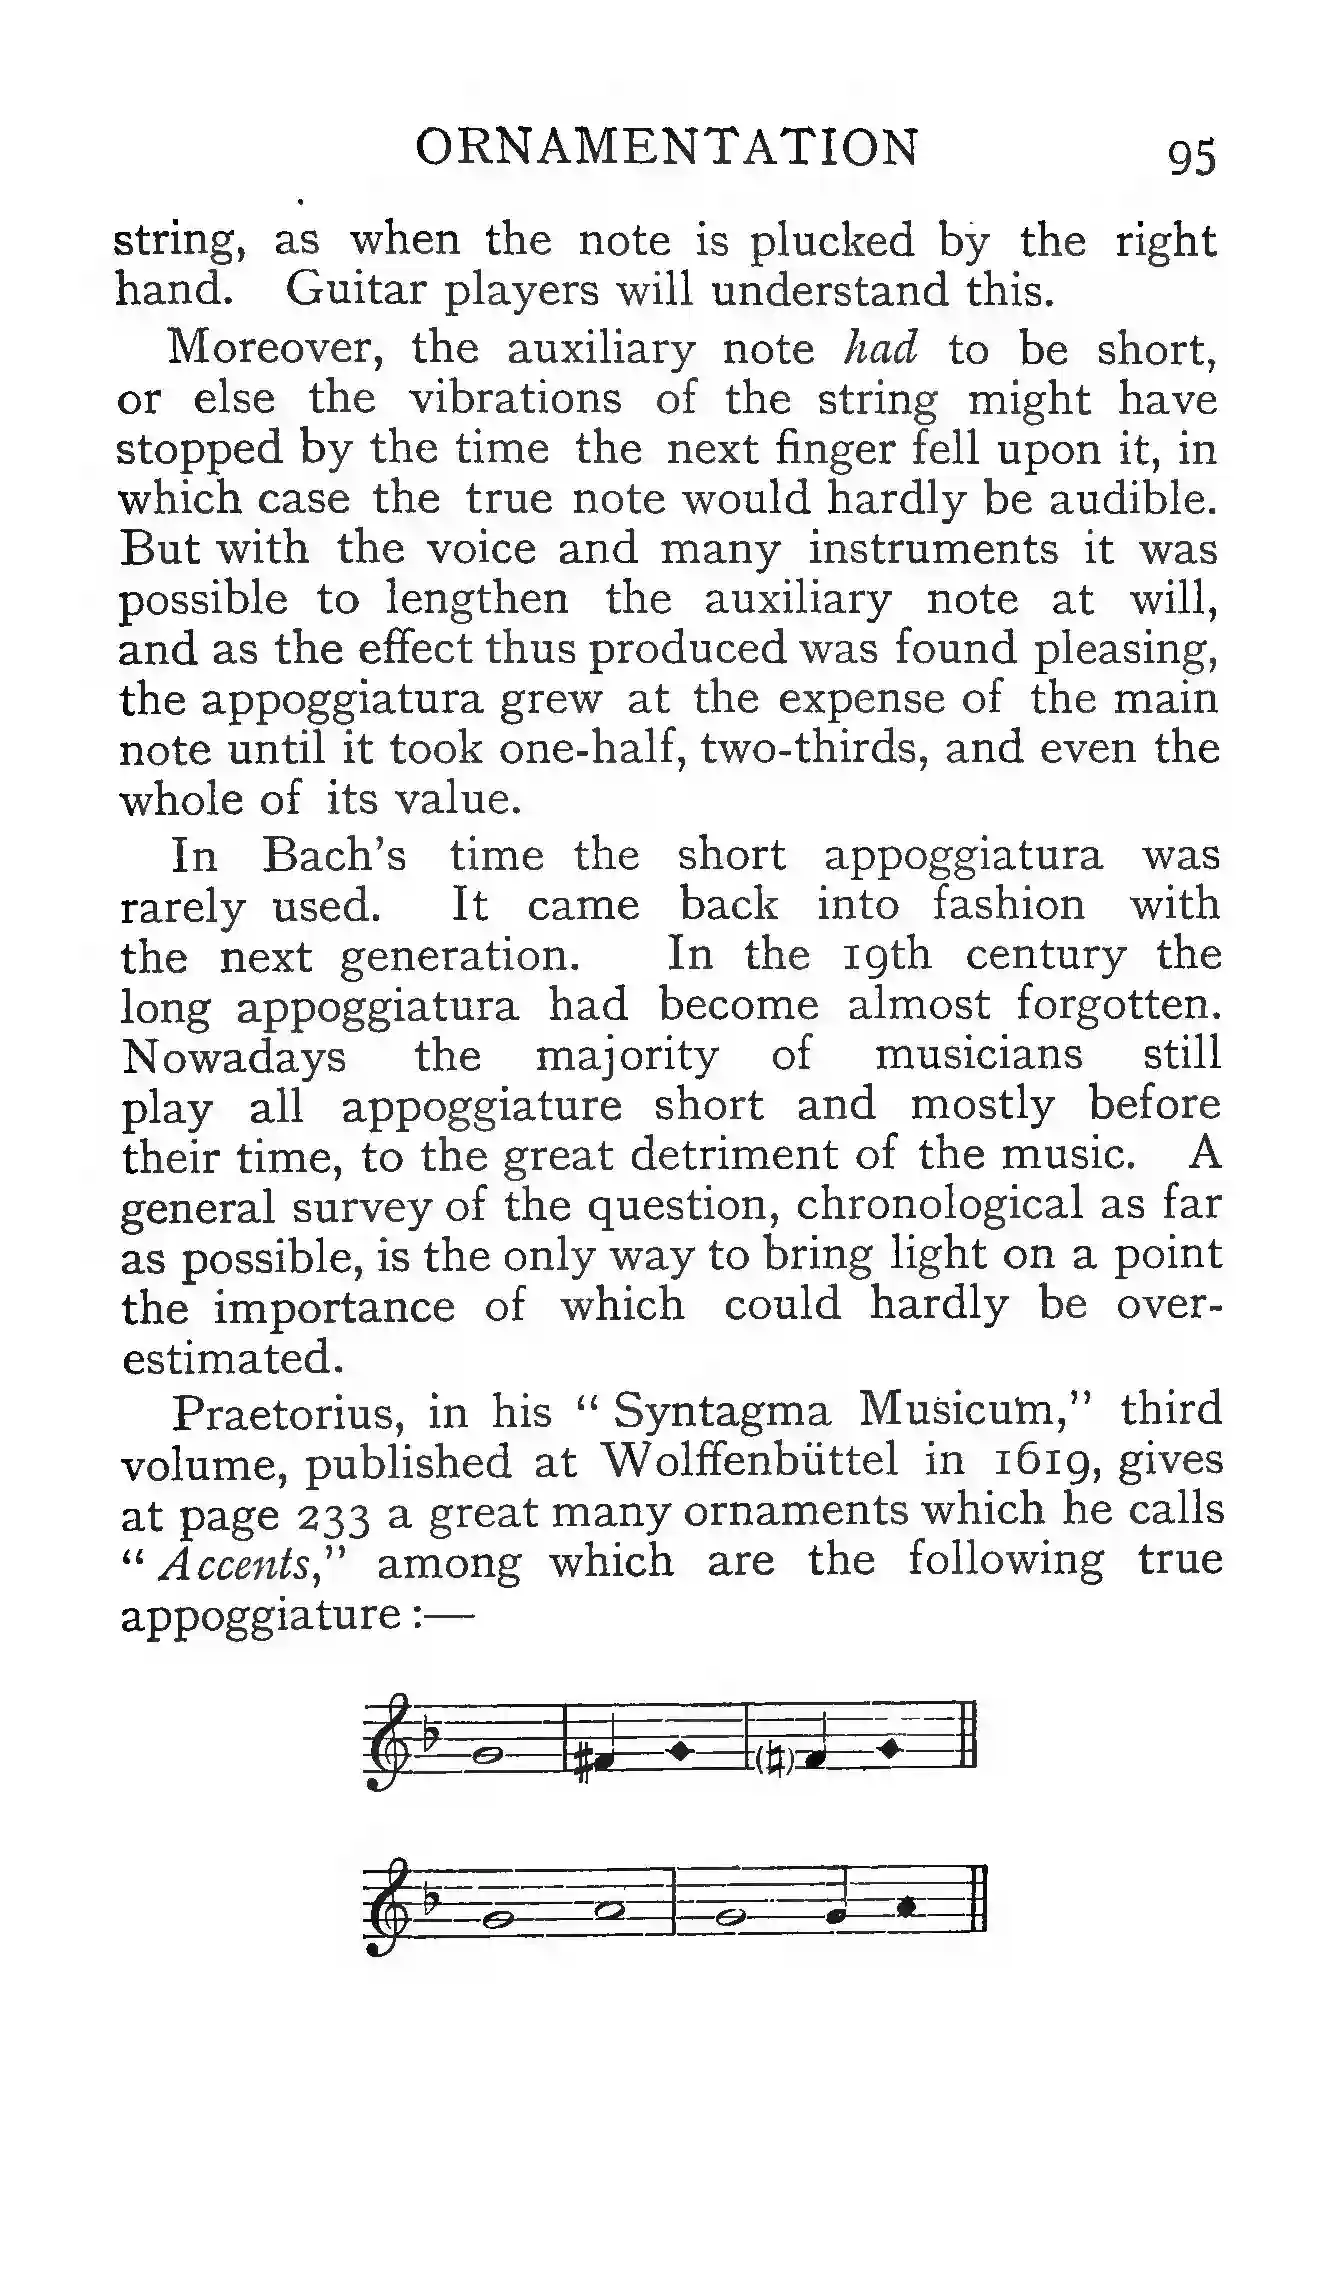 ORNAMENTATION 95
string, as when the note is plucked by the right
hand. Guitar players will understand this.
Moreover, the auxiliary note had to be short,
or else the vibrations of the string might have
stopped by the time the next finger fell upon it, in
which case the true note would hardly be audible.
But with the voice and many instruments it was
possible to lengthen the auxiliary note at will,
and as the effect thus produced was found pleasing,
the appoggiatura grew at the expense of the main
note until it took one-half, two-thirds, and even the
whole of its value.
In Bach's time the short appoggiatura was
rarely used. It came back into fashion with
the next generation. In the 19th century the
long appoggiatura had become almost forgotten.
Nowadays the majority of musicians still
play all appoggiature short and mostly before
their time, to the great detriment of the music. A
general survey of the question, chronological as far
as possible, is the only way to bring light on a point
the importance of which could hardly be over-
estimated.
Praetorius, in his “ Syntagma Musicum,” third
volume, published at Wolffenbüttel in 1619, gives
at page 233 a great many ornaments which he calls
“ Accents,” among which are the following true
appoggiature :—